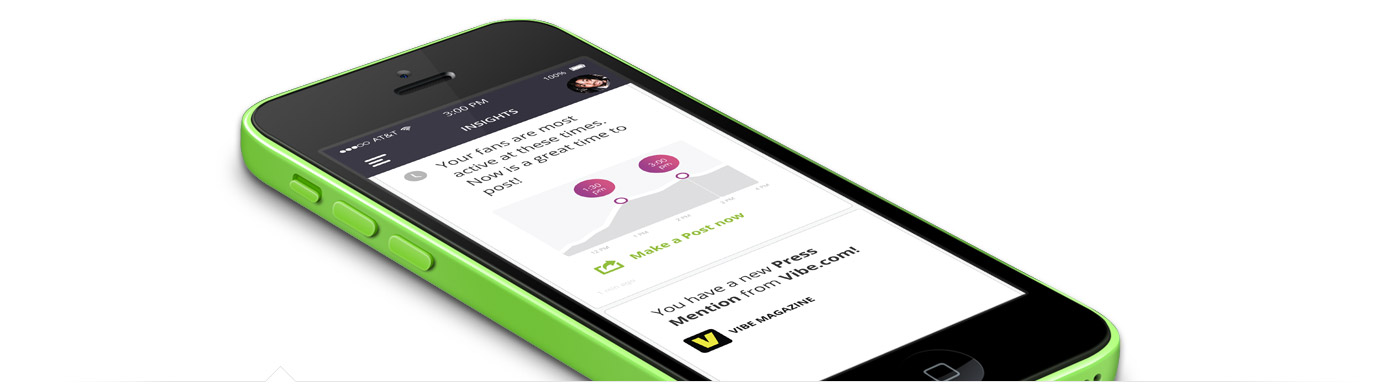 ●●●○○ AT&T 3:00 PM 100%
INSIGHTS
Your fans are most
active at these times.
Now is a great time to
post!
1:30
pm
3:00
pm
12 PM 1 PM 2 PM 3 PM
Make a Post now
ago
You have a new Press
Mention from Vibe.com!
V
VIBE MAGAZINE